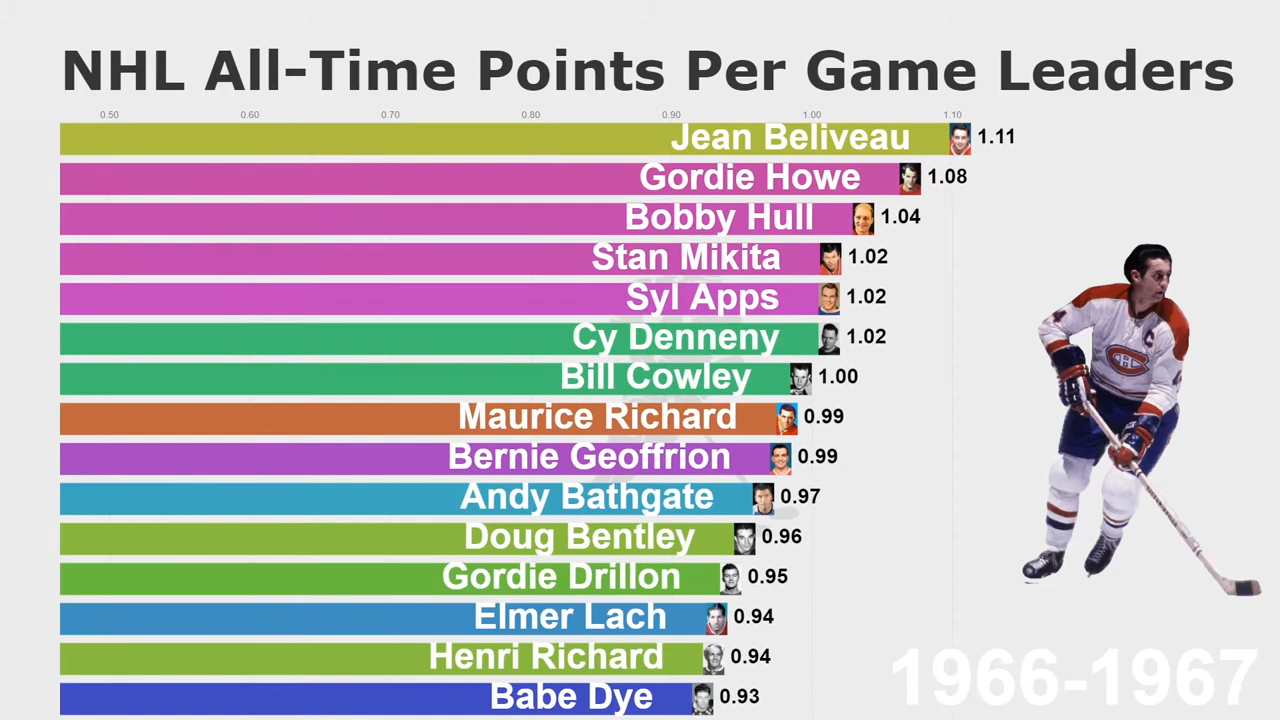 NHL All-Time Points Per Game Leaders
0.50 0.60 0.70 0.80 0.90 1.00 1.10
Jean Beliveau 1.11
Gordie Howe 1.08
Bobby Hull 1.04
Stan Mikita 1.02
Syl Apps 1.02
Cy Denneny 1.02
Bill Cowley 1.00
Maurice Richard 0.99
Bernie Geoffrion 0.99
Andy Bathgate 0.97
Doug Bentley 0.96
Gordie Drillon 0.95
Elmer Lach 0.94
Henri Richard 0.94
Babe Dye 0.93
1966-1967